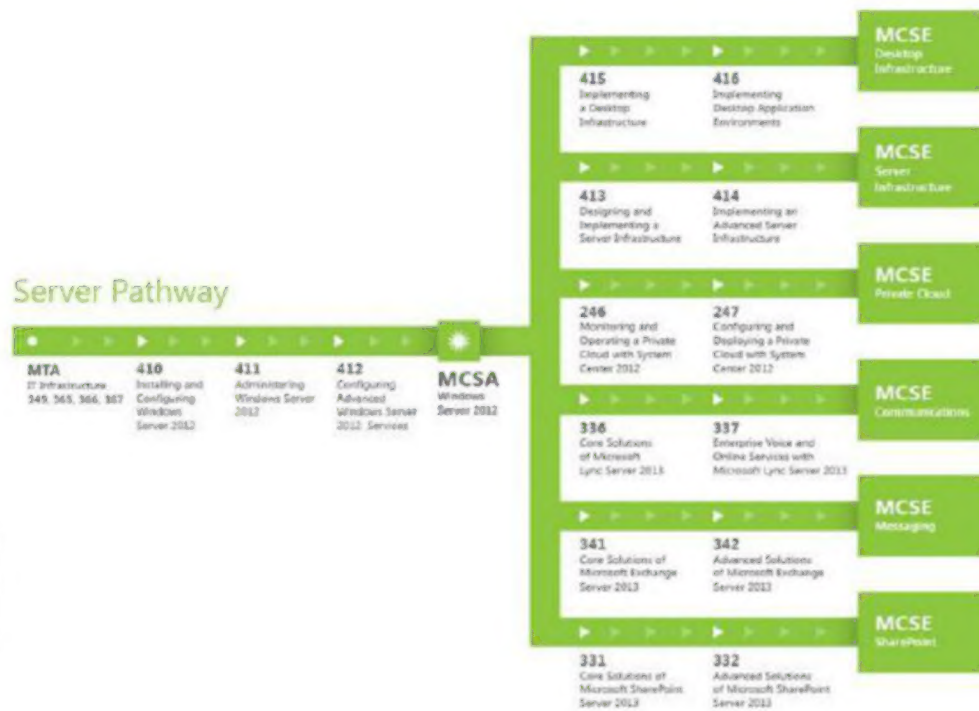 Server Pathway
MTA
IT Infrastructure
349, 365, 366, 367
410
Installing and
Configuring
Windows
Server 2012
411
Administering
Windows Server
2012
412
Configuring
Advanced
Windows Server
2012 Services
MCSA
Windows
Server 2012
415
Implementing
a Desktop
Infrastructure
416
Implementing
Desktop Application
Environments
MCSE
Desktop
Infrastructure
413
Designing and
Implementing a
Server Infrastructure
414
Implementing an
Advanced Server
Infrastructure
MCSE
Server
Infrastructure
246
Monitoring and
Operating a Private
Cloud with System
Center 2012
247
Configuring and
Deploying a Private
Cloud with System
Center 2012
MCSE
Private Cloud
336
Core Solutions
of Microsoft
Lync Server 2013
337
Enterprise Voice and
Online Services with
Microsoft Lync Server 2013
MCSE
Communications
341
Core Solutions of
Microsoft Exchange
Server 2013
342
Advanced Solutions
of Microsoft Exchange
Server 2013
MCSE
Messaging
331
Core Solutions of
Microsoft SharePoint
Server 2013
332
Advanced Solutions
of Microsoft SharePoint
Server 2013
MCSE
SharePoint